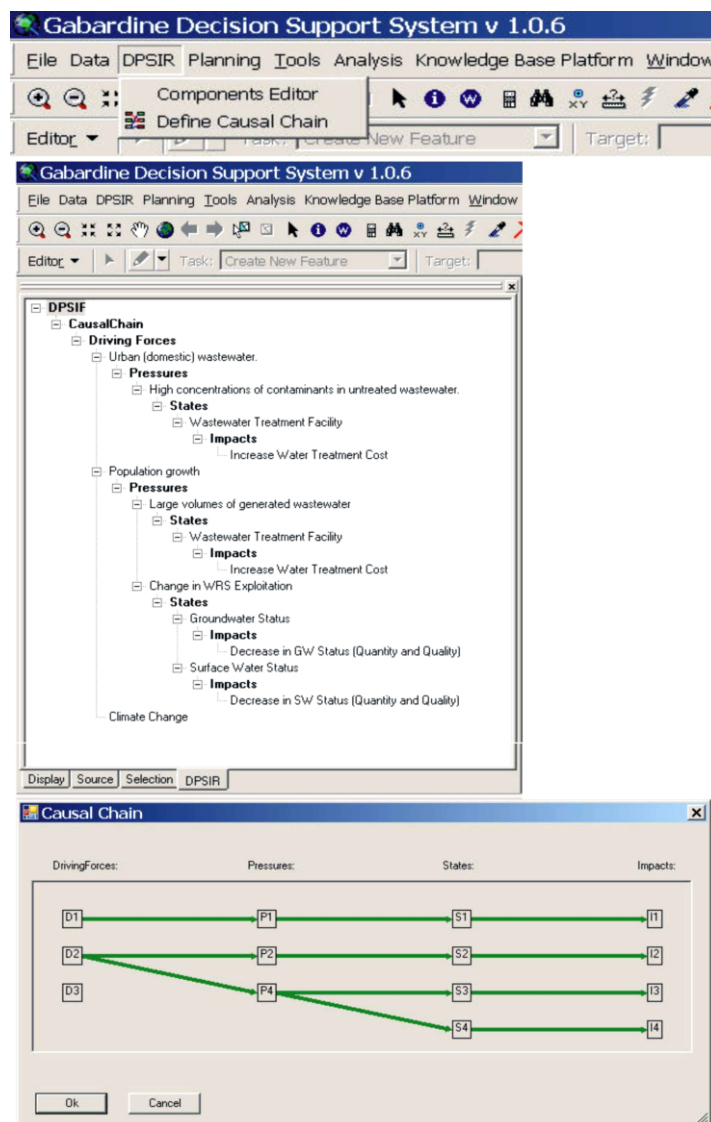 Gabardine Decision Support System v 1.0.6
File Data DPSIR Planning Tools Analysis Knowledge Base Platform Window
Components Editor
Define Causal Chain
Editor Task: Create New Feature Target:
Gabardine Decision Support System v 1.0.6
File Data DPSIR Planning Tools Analysis Knowledge Base Platform Window
Editor Task: Create New Feature Target:
DPSIF
CausalChain
Driving Forces
Urban (domestic) wastewater.
Pressures
High concentrations of contaminants in untreated wastewater.
States
Wastewater Treatment Facility
Impacts
Increase Water Treatment Cost
Population growth
Pressures
Large volumes of generated wastewater
States
Wastewater Treatment Facility
Impacts
Increase Water Treatment Cost
Change in WRS Exploitation
States
Groundwater Status
Impacts
Decrease in GW Status (Quantity and Quality)
Surface Water Status
Impacts
Decrease in SW Status (Quantity and Quality)
Climate Change
Display Source Selection DPSIR
Causal Chain
DrivingForces: Pressures: States: Impacts:
D1 P1 S1 I1
D2 P2 S2 I2
D3 P4 S3 I3
S4 I4
Ok Cancel